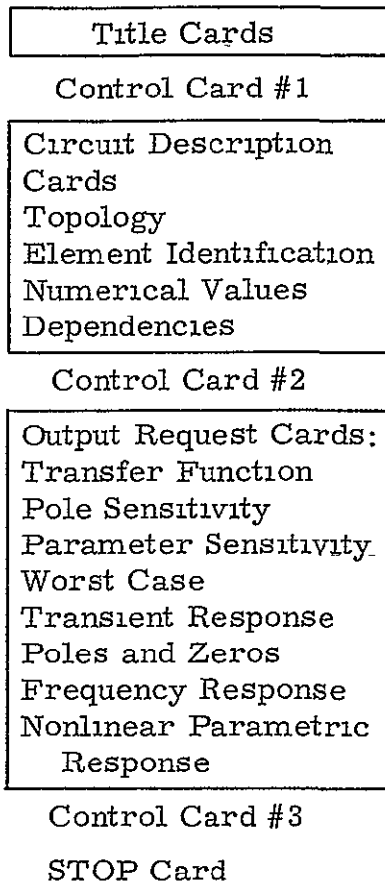 Title Cards
Control Card #1
Circuit Description
Cards
Topology
Element Identification
Numerical Values
Dependencies
Control Card #2
Output Request Cards:
Transfer Function
Pole Sensitivity
Parameter Sensitivity
Worst Case
Transient Response
Poles and Zeros
Frequency Response
Nonlinear Parametric
Response
Control Card #3
STOP Card